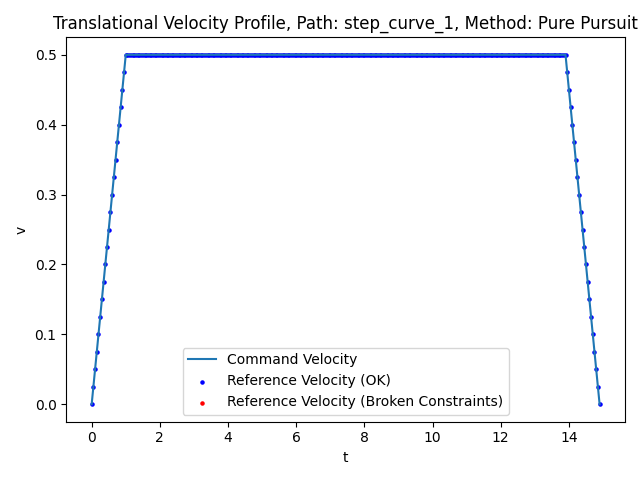 Translational Velocity Profile, Path: step_curve_1, Method: Pure Pursuit
0.5
0.4
v
0.3
0.2
0.1
0.0
Command Velocity
Reference Velocity (OK)
Reference Velocity (Broken Constraints)
0 2 4 6 8 10 12 14
t